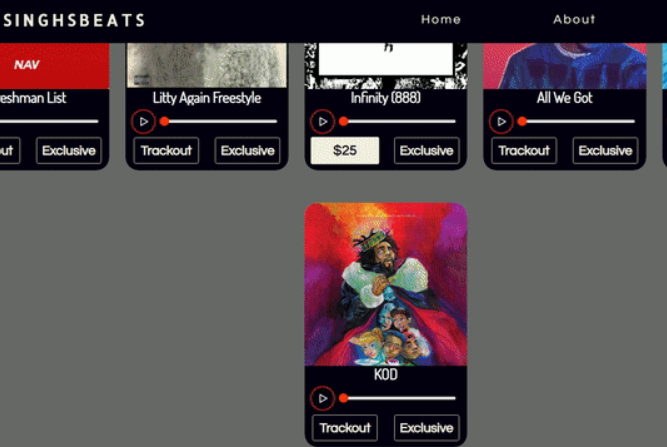 SINGHSBEATS
Home
About
NAV
eshman List
Litty Again Freestyle
Infinity (888)
All We Got
out
Exclusive
Trackout
Exclusive
$25
Exclusive
Trackout
Exclusive
KOD
Trackout
Exclusive